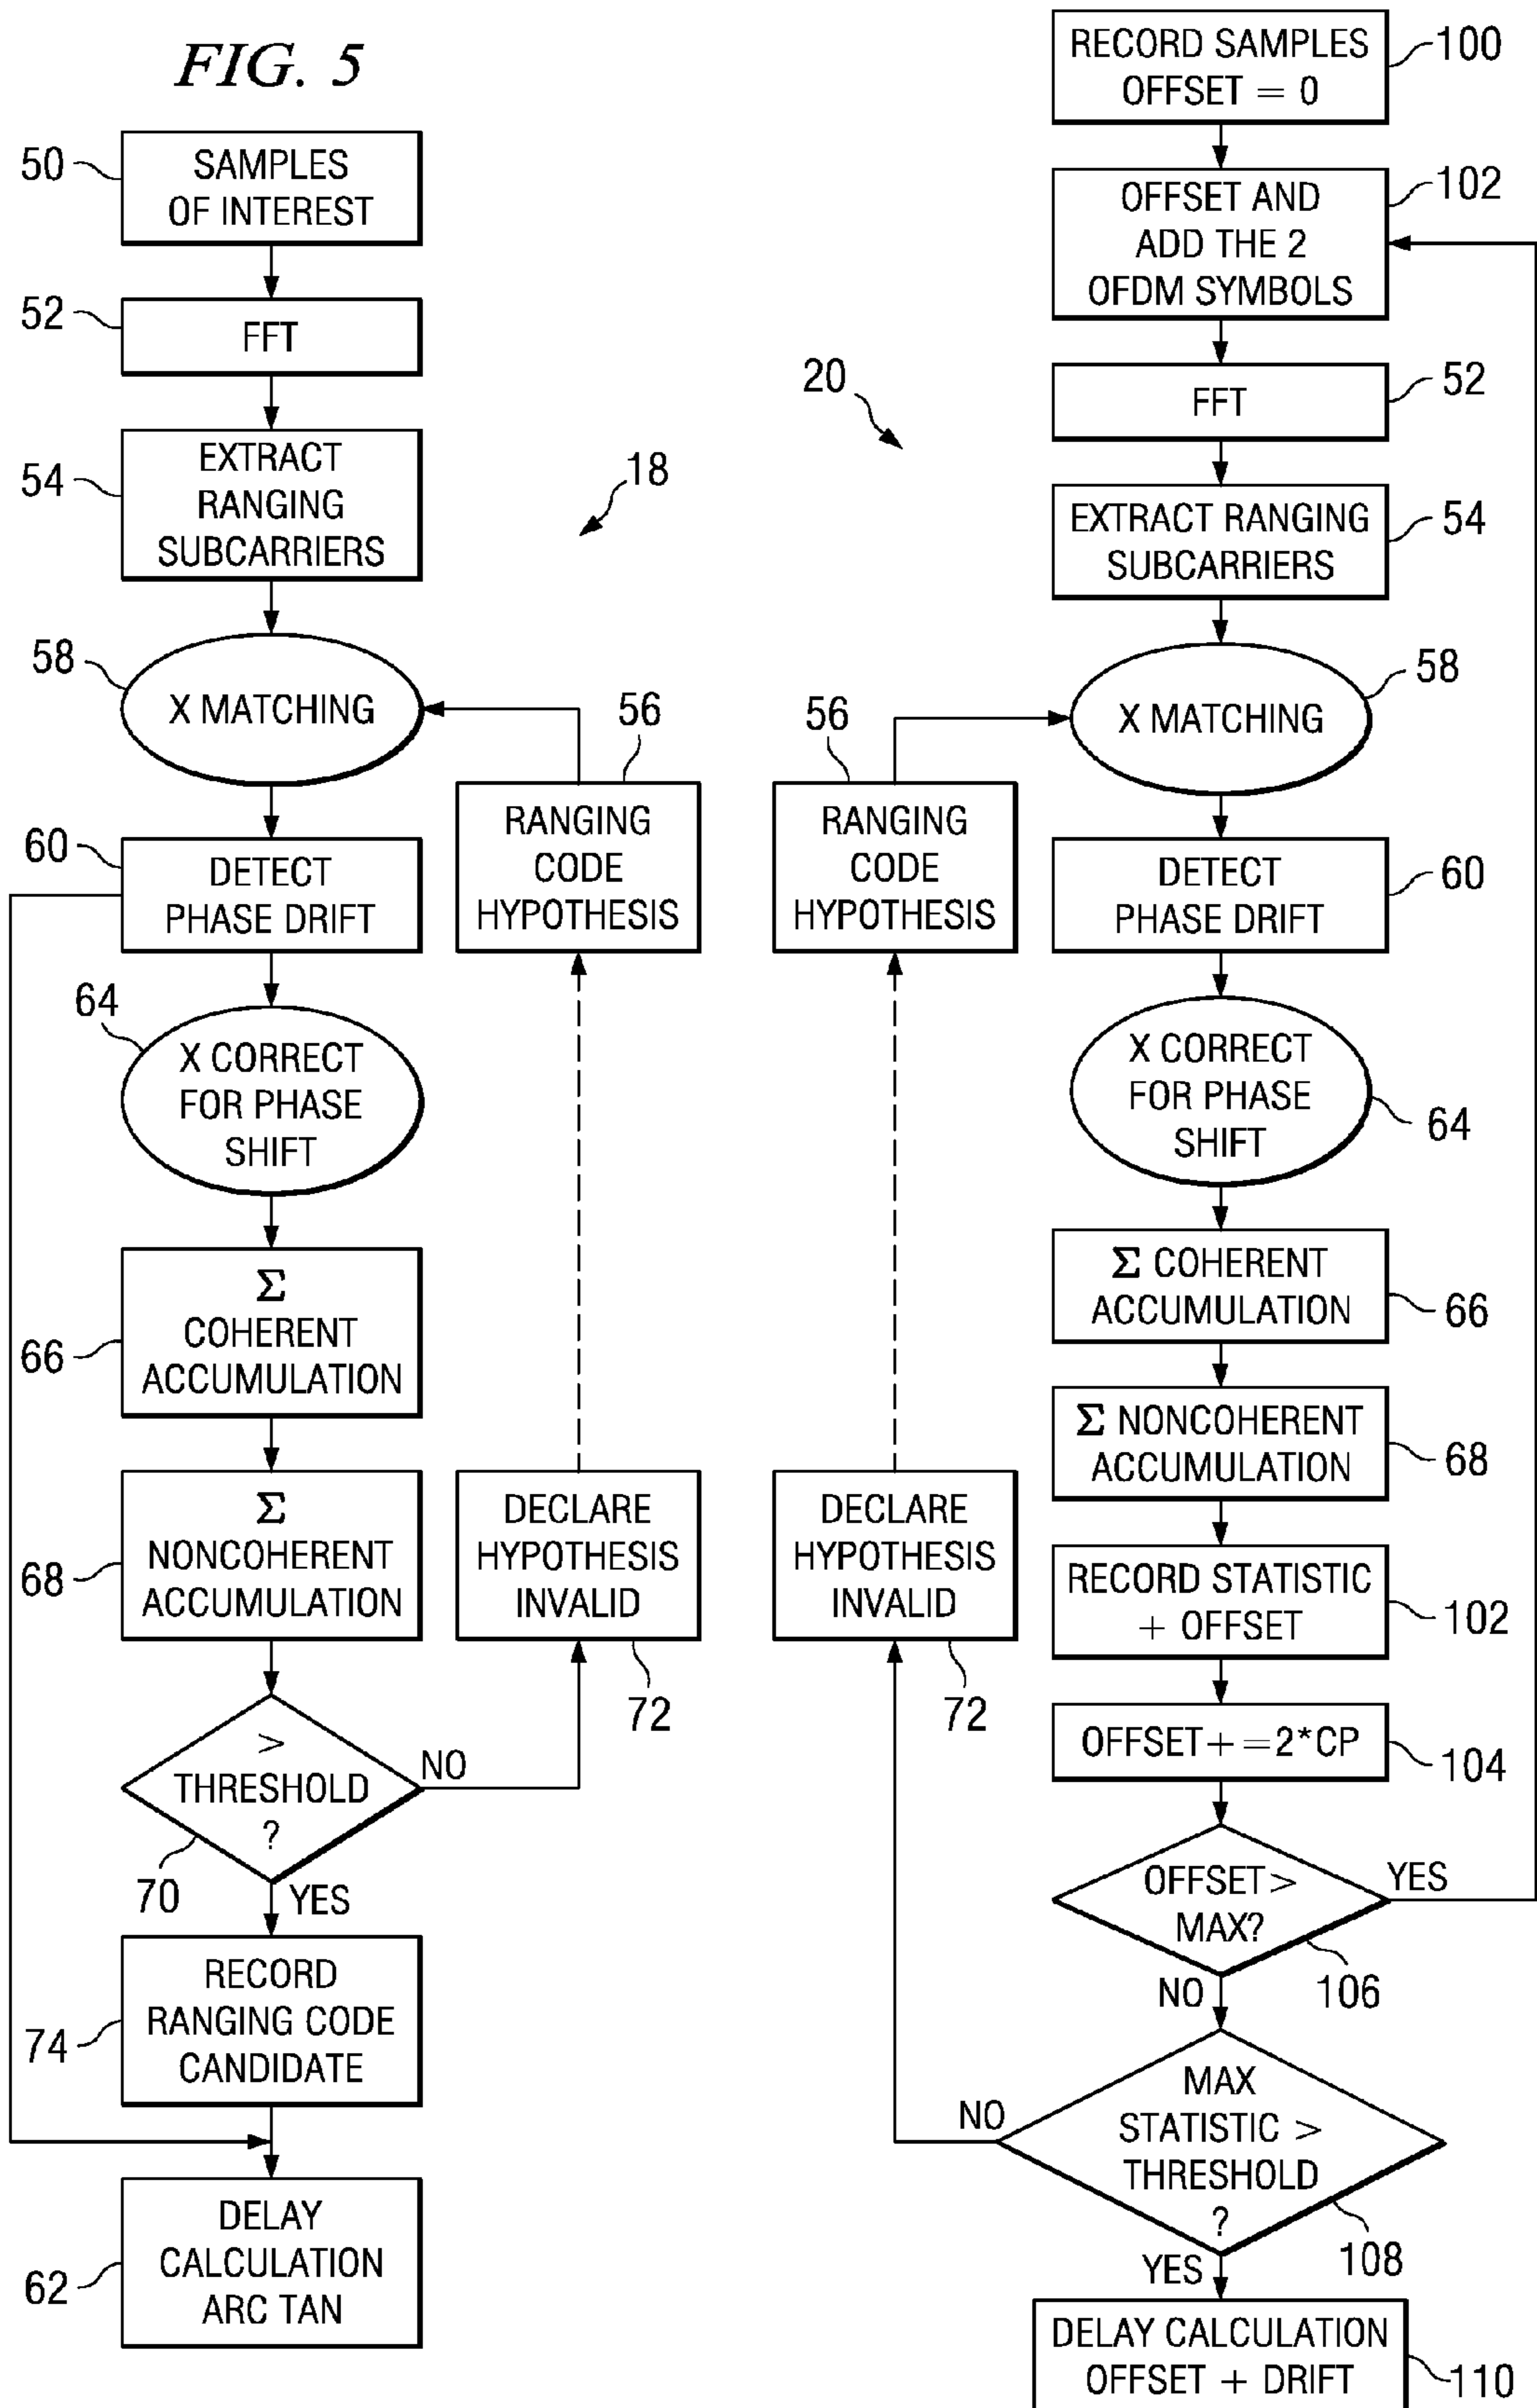 FIG. 5
50
SAMPLES
OF INTEREST
52
FFT
54
EXTRACT
RANGING
SUBCARRIERS
18
58
X MATCHING
56
RANGING
CODE
HYPOTHESIS
60
DETECT
PHASE DRIFT
64
X CORRECT
FOR PHASE
SHIFT
66
Σ
COHERENT
ACCUMULATION
68
Σ
NONCOHERENT
ACCUMULATION
DECLARE
HYPOTHESIS
INVALID
72
>
THRESHOLD
?
NO
70
YES
74
RECORD
RANGING CODE
CANDIDATE
62
DELAY
CALCULATION
ARC TAN
RECORD SAMPLES
OFFSET = 0
100
OFFSET AND
ADD THE 2
OFDM SYMBOLS
102
20
FFT
52
EXTRACT RANGING
SUBCARRIERS
54
X MATCHING
58
56
RANGING
CODE
HYPOTHESIS
DETECT
PHASE DRIFT
60
X CORRECT
FOR PHASE
SHIFT
64
Σ COHERENT
ACCUMULATION
66
Σ NONCOHERENT
ACCUMULATION
68
DECLARE
HYPOTHESIS
INVALID
72
RECORD STATISTIC
+ OFFSET
102
OFFSET+=2*CP
104
OFFSET>
MAX?
YES
106
NO
MAX
STATISTIC >
THRESHOLD
?
NO
108
YES
DELAY CALCULATION
OFFSET + DRIFT
110